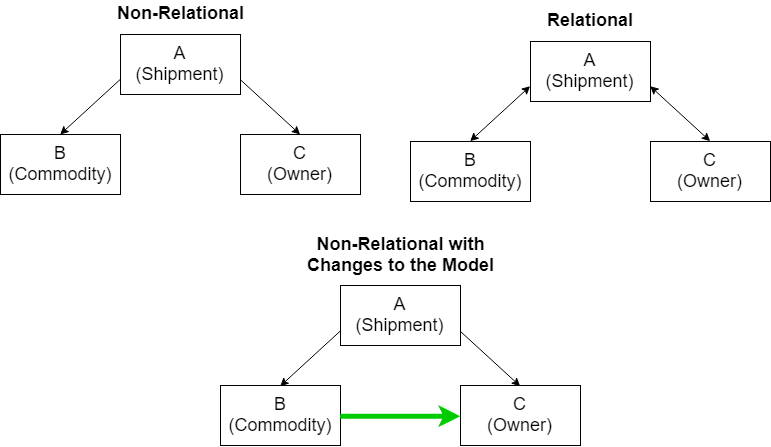 Non-Relational
A
(Shipment)
B
(Commodity)
C
(Owner)
Relational
A
(Shipment)
B
(Commodity)
C
(Owner)
Non-Relational with
Changes to the Model
A
(Shipment)
B
(Commodity)
C
(Owner)